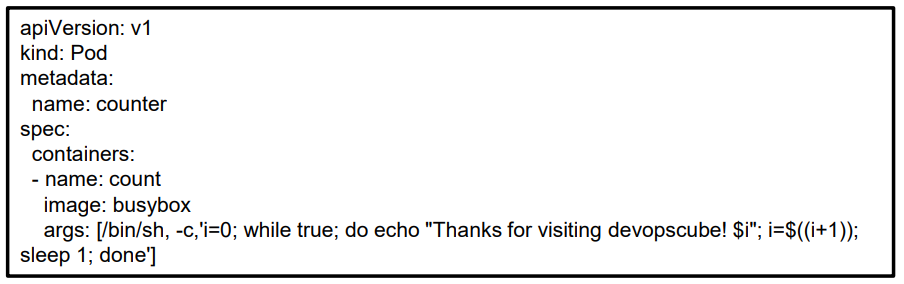 apiVersion: v1
kind: Pod
metadata:
  name: counter
spec:
  containers:
  - name: count
    image: busybox
    args: [/bin/sh, -c,'i=0; while true; do echo "Thanks for visiting devopscube! $i"; i=$((i+1));
sleep 1; done']